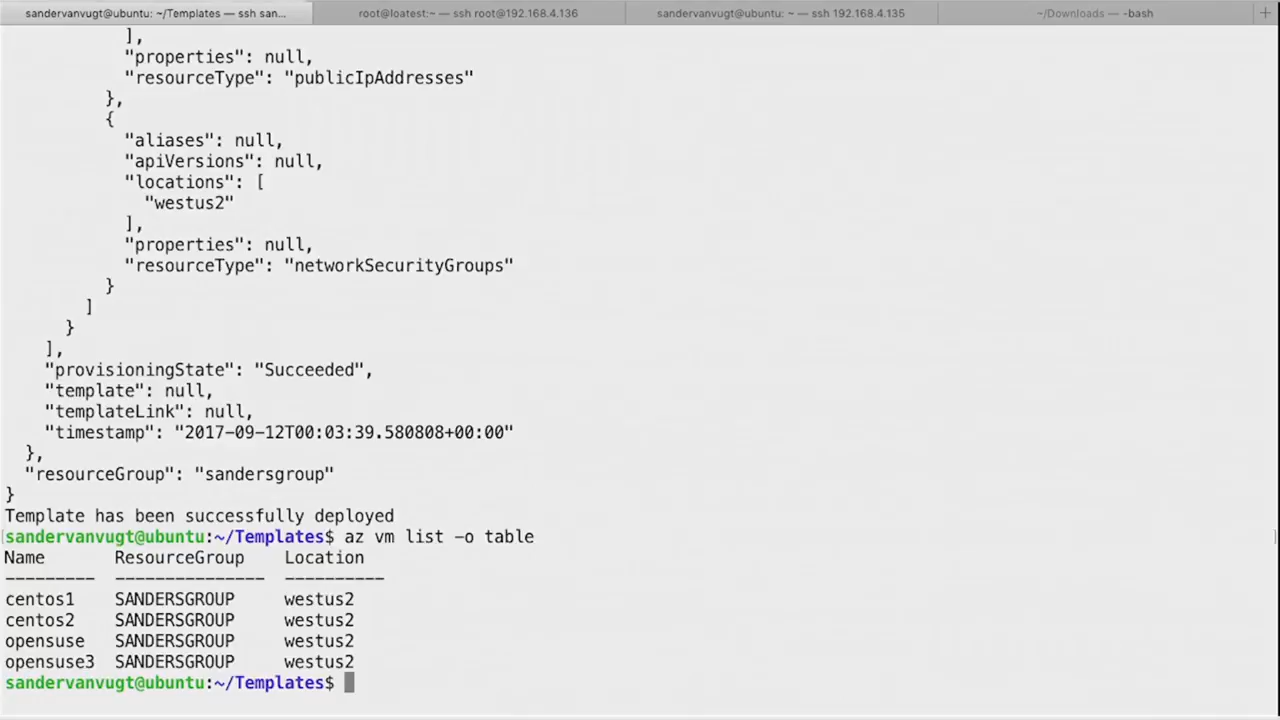 sandervanvugt@ubuntu: ~/Templates — ssh san...
root@loatest:~ — ssh root@192.168.4.136
sandervanvugt@ubuntu: ~ — ssh 192.168.4.135
~/Downloads — -bash
+
],
"properties": null,
"resourceType": "publicIpAddresses"
},
{
"aliases": null,
"apiVersions": null,
"locations": [
"westus2"
],
"properties": null,
"resourceType": "networkSecurityGroups"
}
]
}
],
"provisioningState": "Succeeded",
"template": null,
"templateLink": null,
"timestamp": "2017-09-12T00:03:39.580808+00:00"
},
"resourceGroup": "sandersgroup"
}
Template has been successfully deployed
sandervanvugt@ubuntu:~/Templates$ az vm list -o table
Name ResourceGroup Location
--------- --------------- ----------
centos1 SANDERSGROUP westus2
centos2 SANDERSGROUP westus2
opensuse SANDERSGROUP westus2
opensuse3 SANDERSGROUP westus2
sandervanvugt@ubuntu:~/Templates$